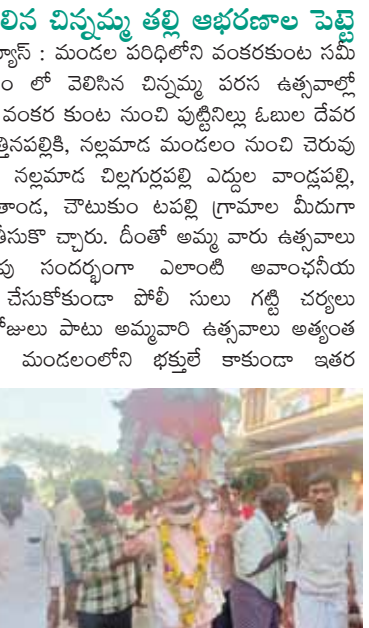 లిన చిన్నమ్మ తల్లి ఆభరణాల పెట్టె
న్యూస్ : మండల పరిధిలోని వంకరకుంట సమీ
ం లో వెలిసిన చిన్నమ్మ పరస ఉత్సవాల్లో
వంకర కుంట నుంచి పుట్టినిల్లు ఓబుల దేవర
త్తినపల్లికి, నల్లమాడ మండలం నుంచి చెరువు
నల్లమాడ చిల్లగుర్లపల్లి ఎద్దుల వాండ్లపల్లి,
తాండ, చౌటుకుం టపల్లి గ్రామాల మీదుగా
తీసుకొ చ్చారు. దీంతో అమ్మ వారు ఉత్సవాలు
పు సందర్భంగా ఎలాంటి అవాంఛనీయ
చేసుకోకుండా పోలీ సులు గట్టి చర్యలు
రోజులు పాటు అమ్మవారి ఉత్సవాలు అత్యంత
మండలంలోని భక్తులే కాకుండా ఇతర